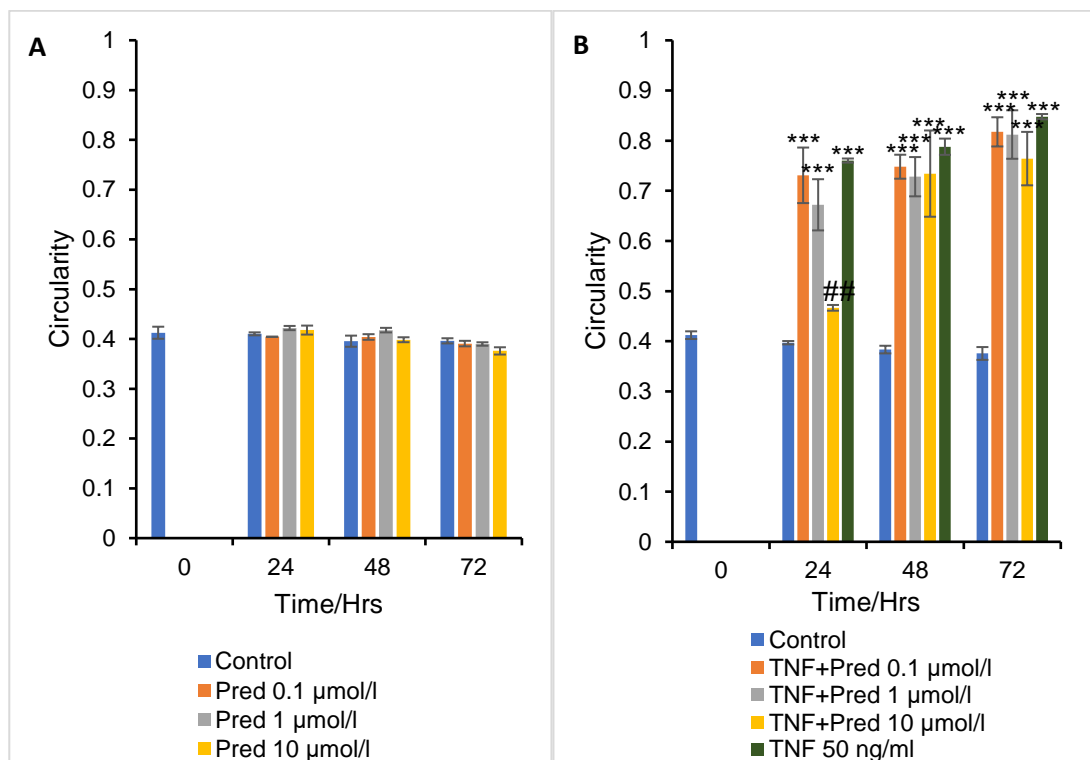 A
Circularity
1
0.9
0.8
0.7
0.6
0.5
0.4
0.3
0.2
0.1
0
0 24 48 72
Time/Hrs
Control
Pred 0.1 µmol/l
Pred 1 µmol/l
Pred 10 µmol/l
B
Circularity
1
0.9
0.8
0.7
0.6
0.5
0.4
0.3
0.2
0.1
0
***
***
##
***
***
***
***
***
***
***
***
***
0 24 48 72
Time/Hrs
Control
TNF+Pred 0.1 µmol/l
TNF+Pred 1 µmol/l
TNF+Pred 10 µmol/l
TNF 50 ng/ml